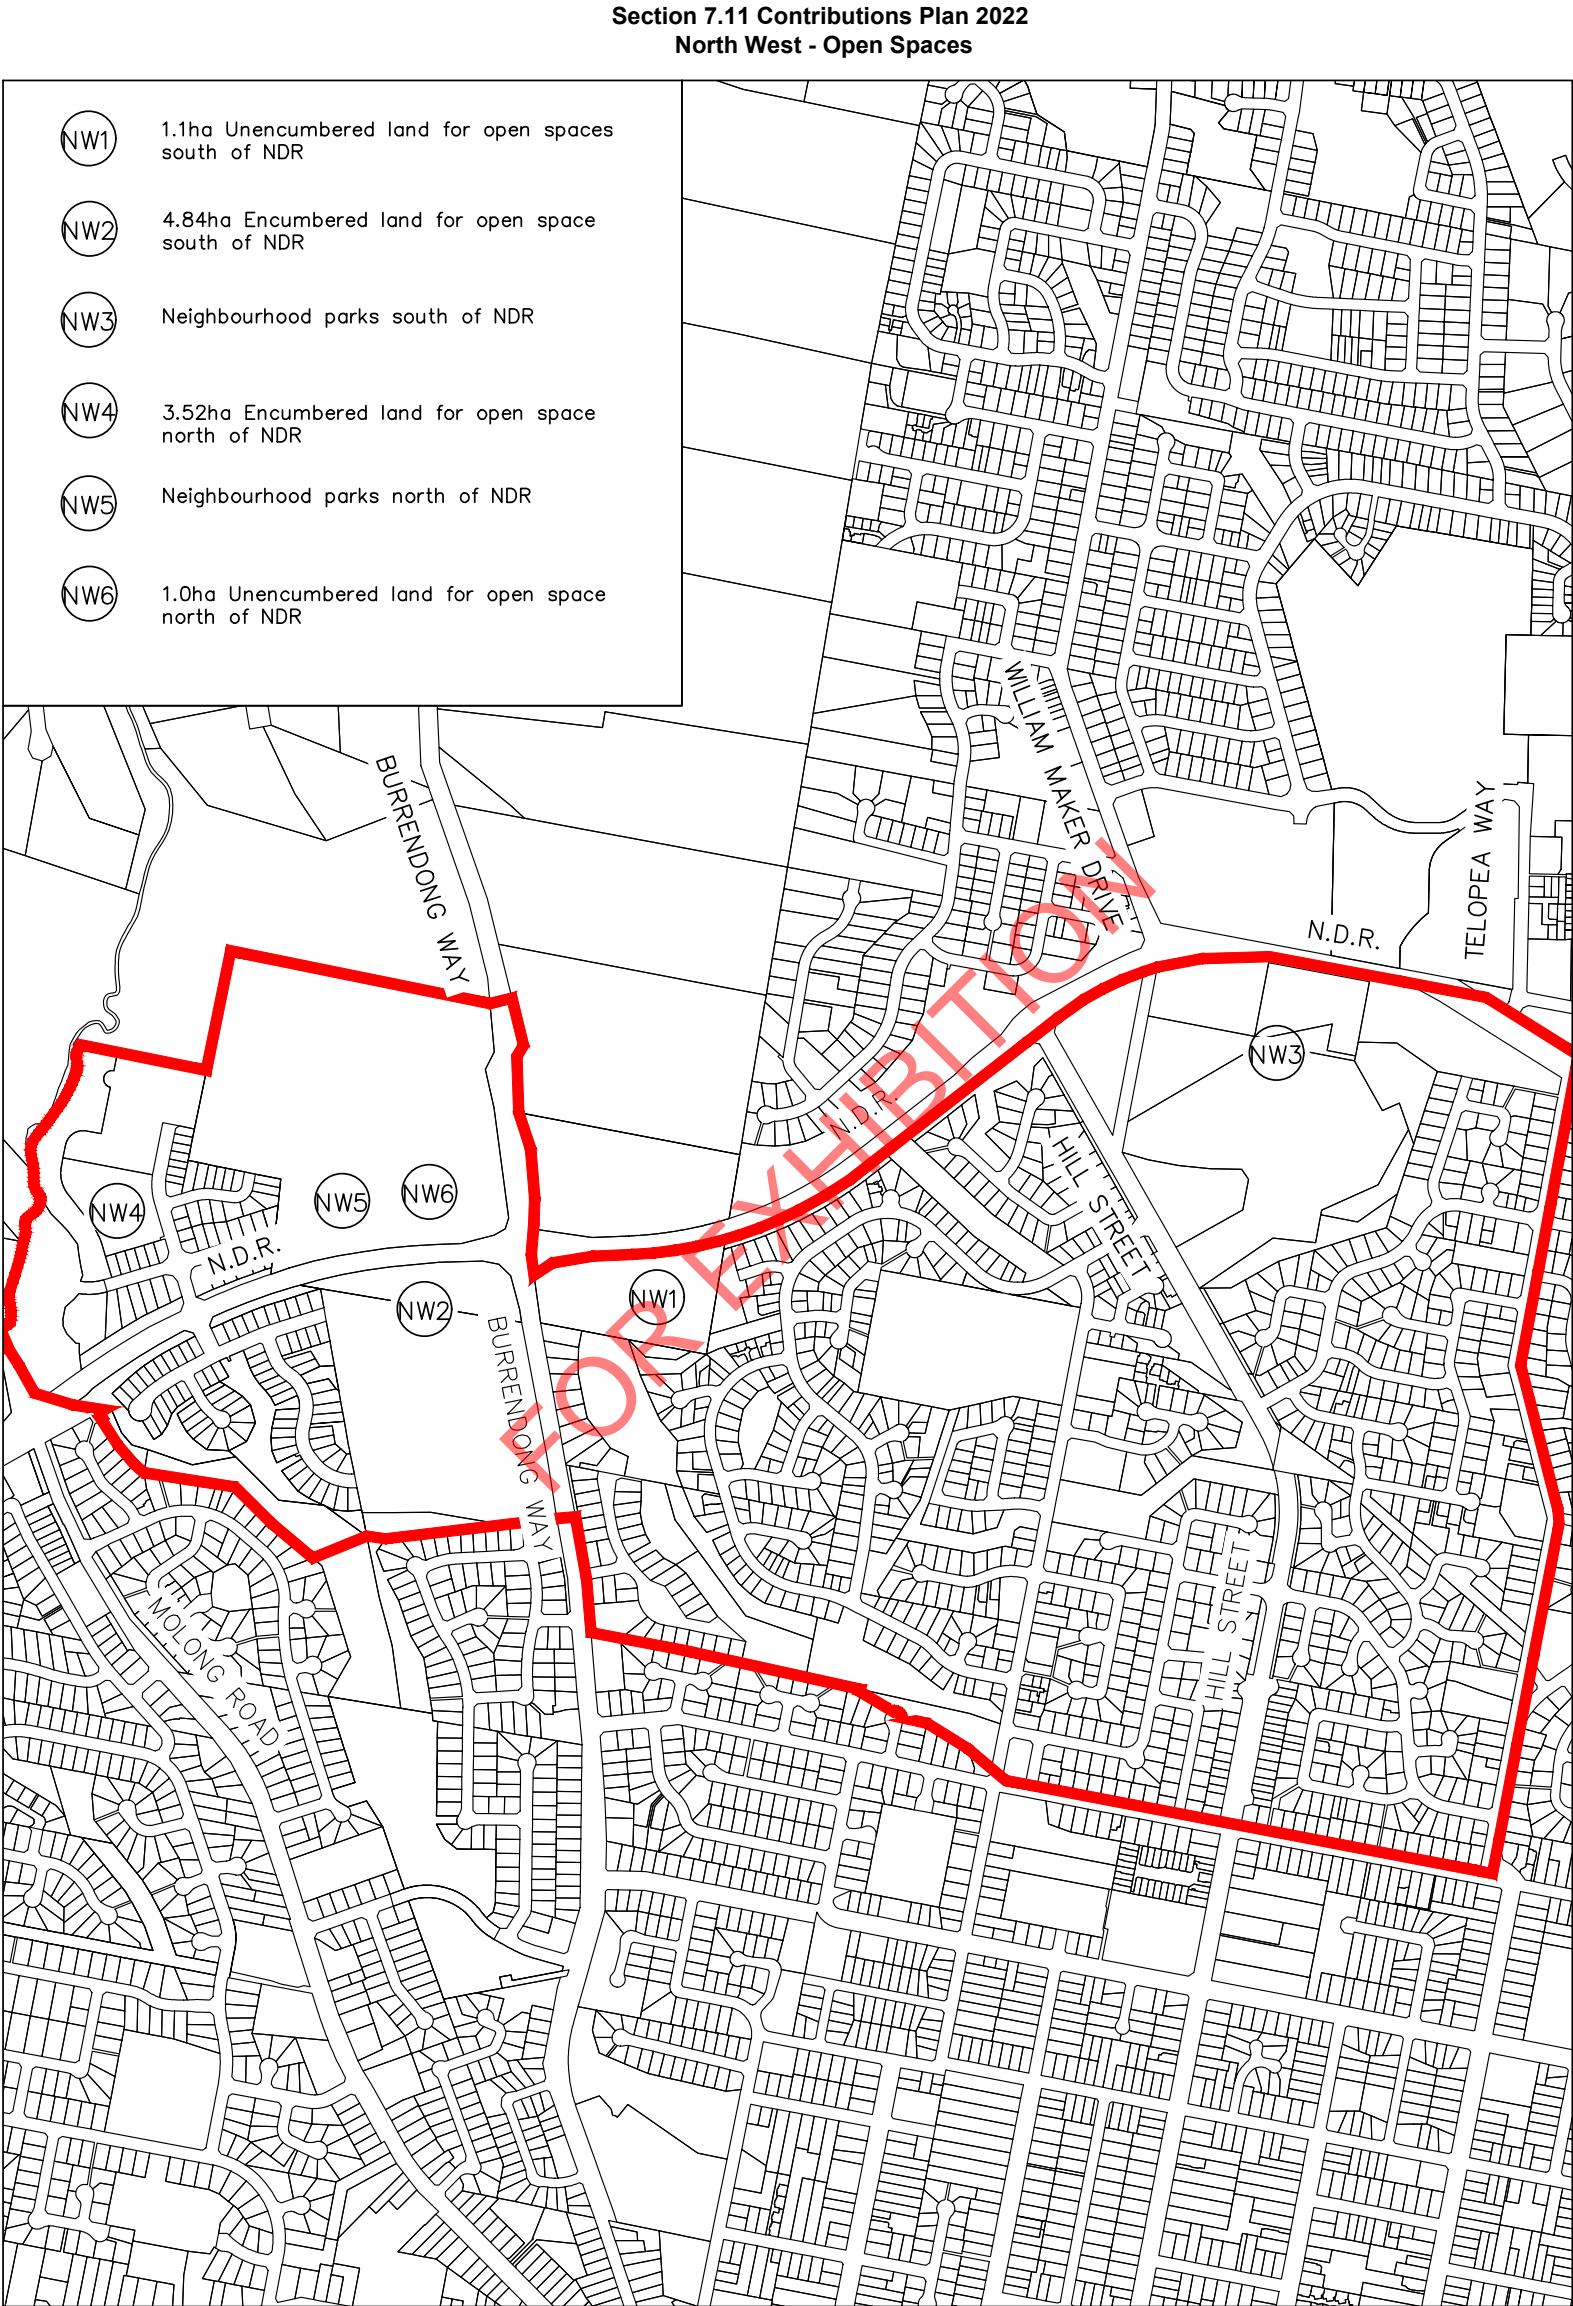 Section 7.11 Contributions Plan 2022
North West - Open Spaces
NW1
1.1ha Unencumbered land for open spaces
south of NDR
NW2
4.84ha Encumbered land for open space
south of NDR
NW3
Neighbourhood parks south of NDR
NW4
3.52ha Encumbered land for open space
north of NDR
NW5
Neighbourhood parks north of NDR
NW6
1.0ha Unencumbered land for open space
north of NDR
WILLIAM MAKER DRIVE
BURRENDONG WAY
TELOPEA WAY
N.D.R.
NW3
N.D.R.
HILL STREET
NW4
NW5
NW6
N.D.R.
NW2
NW1
BURRENDONG WAY
FOR EXHIBITION
HILL STREET
MOLONG ROAD